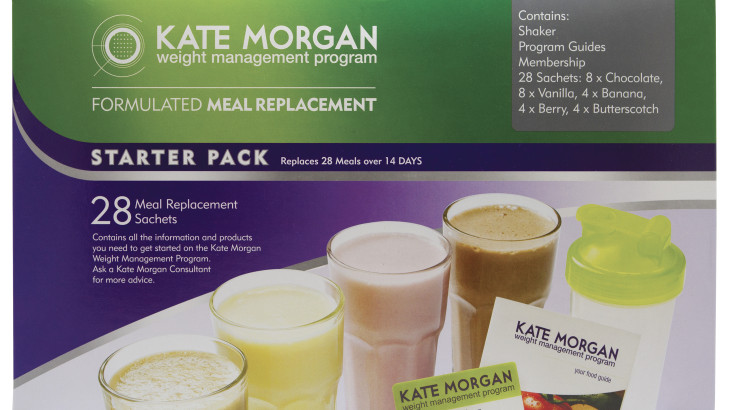 KATE MORGAN
weight management program
FORMULATED MEAL REPLACEMENT
Contains:
Shaker
Program Guides
Membership
28 Sachets: 8 x Chocolate,
8 x Vanilla, 4 x Banana,
4 x Berry, 4 x Butterscotch
STARTER PACK Replaces 28 Meals over 14 DAYS
28 Meal Replacement
Sachets
Contains all the information and products
you need to get started on the Kate Morgan
Weight Management Program.
Ask a Kate Morgan Consultant
for more advice.
KATE MORGAN
weight management program
your food guide
KATE MORGAN
weight management program